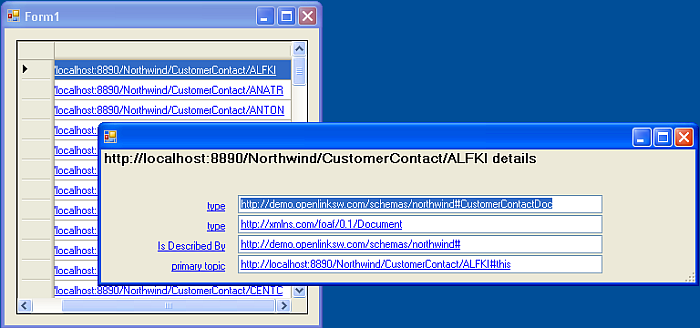 Form1
'localhost:8890/Northwind/CustomerContact/ALFKI
'localhost:8890/Northwind/CustomerContact/ANATR
'localhost:8890/Northwind/CustomerContact/ANTON
http://localhost:8890/Northwind/CustomerContact/ALFKI details
type http://demo.openlinksw.com/schemas/northwind#CustomerContactDoc
type http://xmlns.com/foaf/0.1/Document
Is Described By http://demo.openlinksw.com/schemas/northwind#
primary topic http://localhost:8890/Northwind/CustomerContact/ALFKI#this
'localhost:8890/Northwind/CustomerContact/CENTC